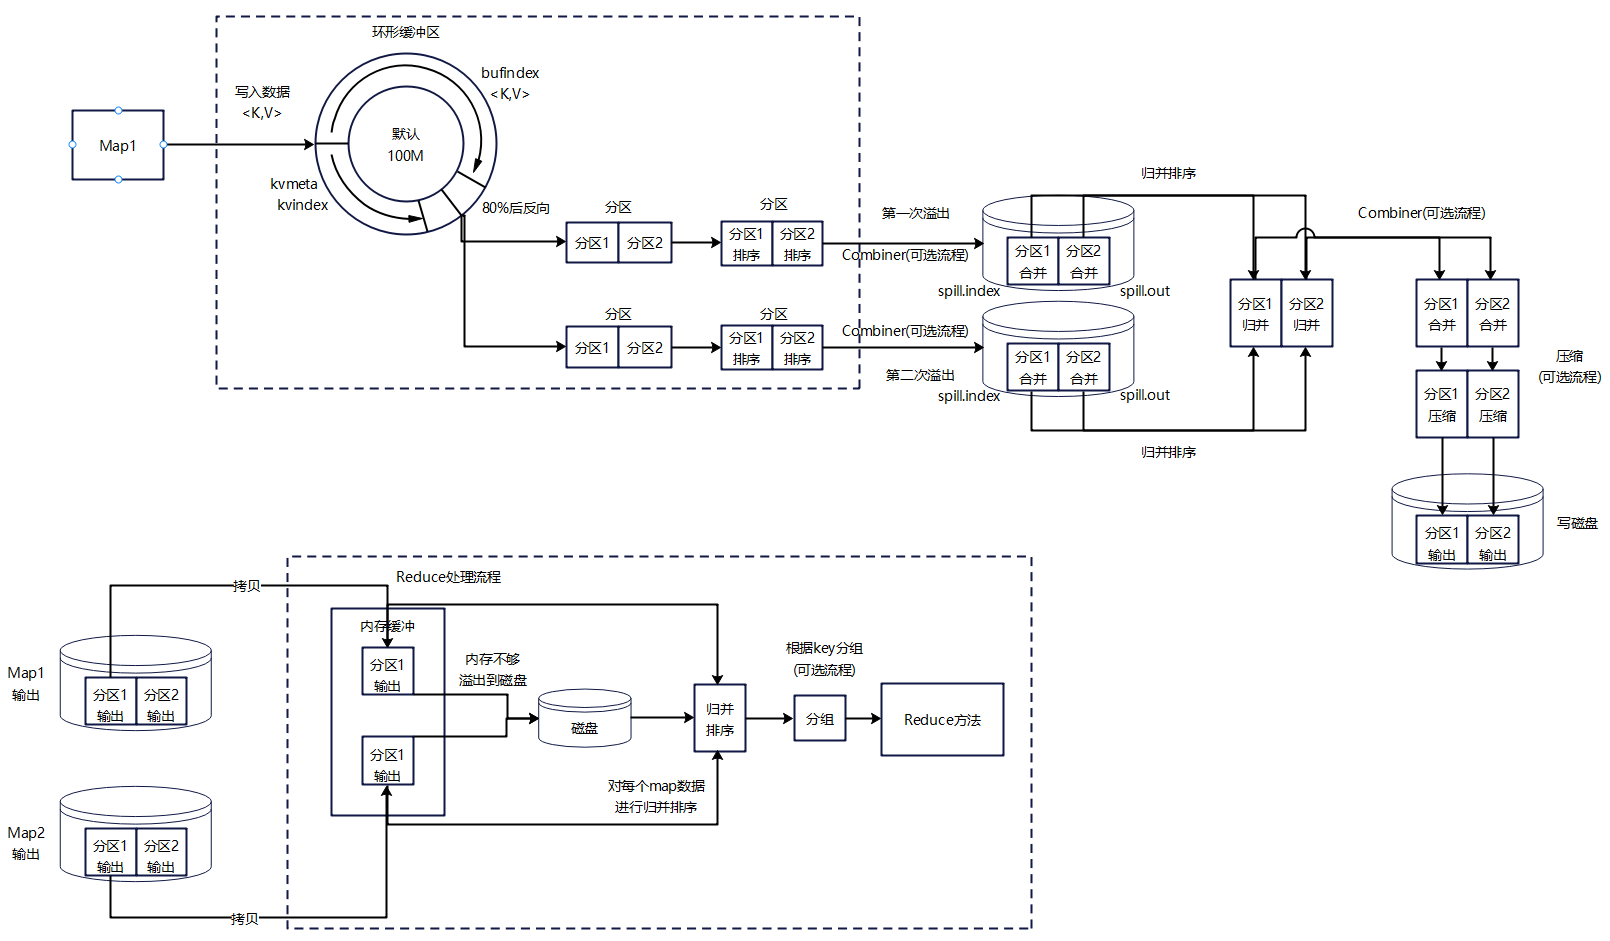 环形缓冲区
写入数据
<K,V>
bufindex
<K,V>
Map1
默认
100M
kvmeta
kvindex
80%后反向
分区
分区1
分区2
分区
分区1
排序
分区2
排序
第一次溢出
Combiner(可选流程)
分区1
合并
分区2
合并
spill.index
spill.out
分区
分区1
分区2
分区
分区1
排序
分区2
排序
Combiner(可选流程)
第二次溢出
分区1
合并
分区2
合并
spill.index
spill.out
归并排序
归并排序
分区1
归并
分区2
归并
Combiner(可选流程)
分区1
合并
分区2
合并
压缩
(可选流程)
分区1
压缩
分区2
压缩
分区1
输出
分区2
输出
写磁盘
Reduce处理流程
拷贝
Map1
输出
分区1
输出
分区2
输出
Map2
输出
分区1
输出
分区2
输出
拷贝
内存缓冲
分区1
输出
分区1
输出
内存不够
溢出到磁盘
磁盘
归并
排序
对每个map数据
进行归并排序
根据key分组
(可选流程)
分组
Reduce方法